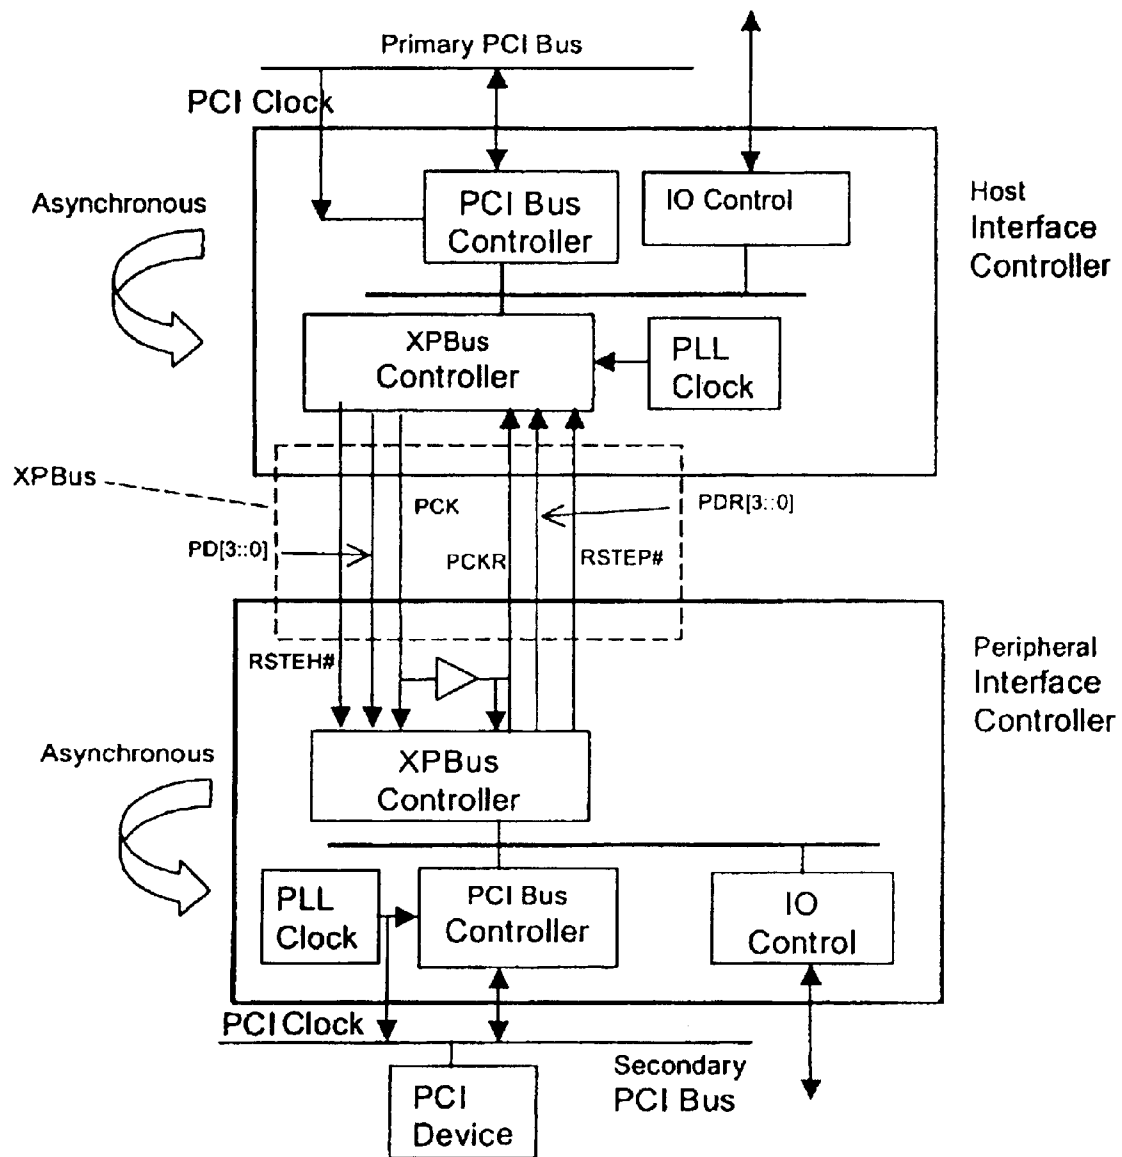 Primary PCI Bus
PCI Clock
Asynchronous
PCI Bus
Controller
IO Control
Host
Interface
Controller
XPBus
Controller
PLL
Clock
XPBus
PCK
PDR[3::0]
PD[3::0]
PCKR
RSTEP#
RSTEH#
Peripheral
Interface
Controller
Asynchronous
XPBus
Controller
PLL
Clock
PCI Bus
Controller
IO
Control
PCI Clock
Secondary
PCI Bus
PCI
Device